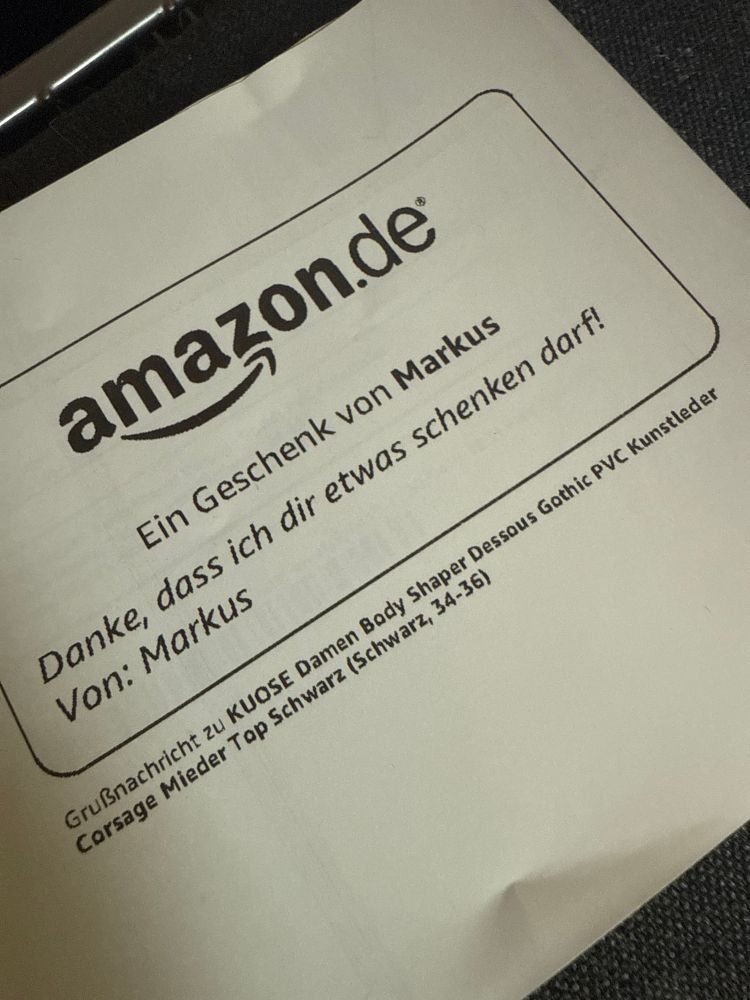 amazon.de®
Ein Geschenk von Markus
Danke, dass ich dir etwas schenken darf!
Von: Markus
Grußnachricht zu KUOSE Damen Body Shaper Dessous Gothic PVC Kunstleder
Corsage Mieder Top Schwarz (Schwarz, 34-36)